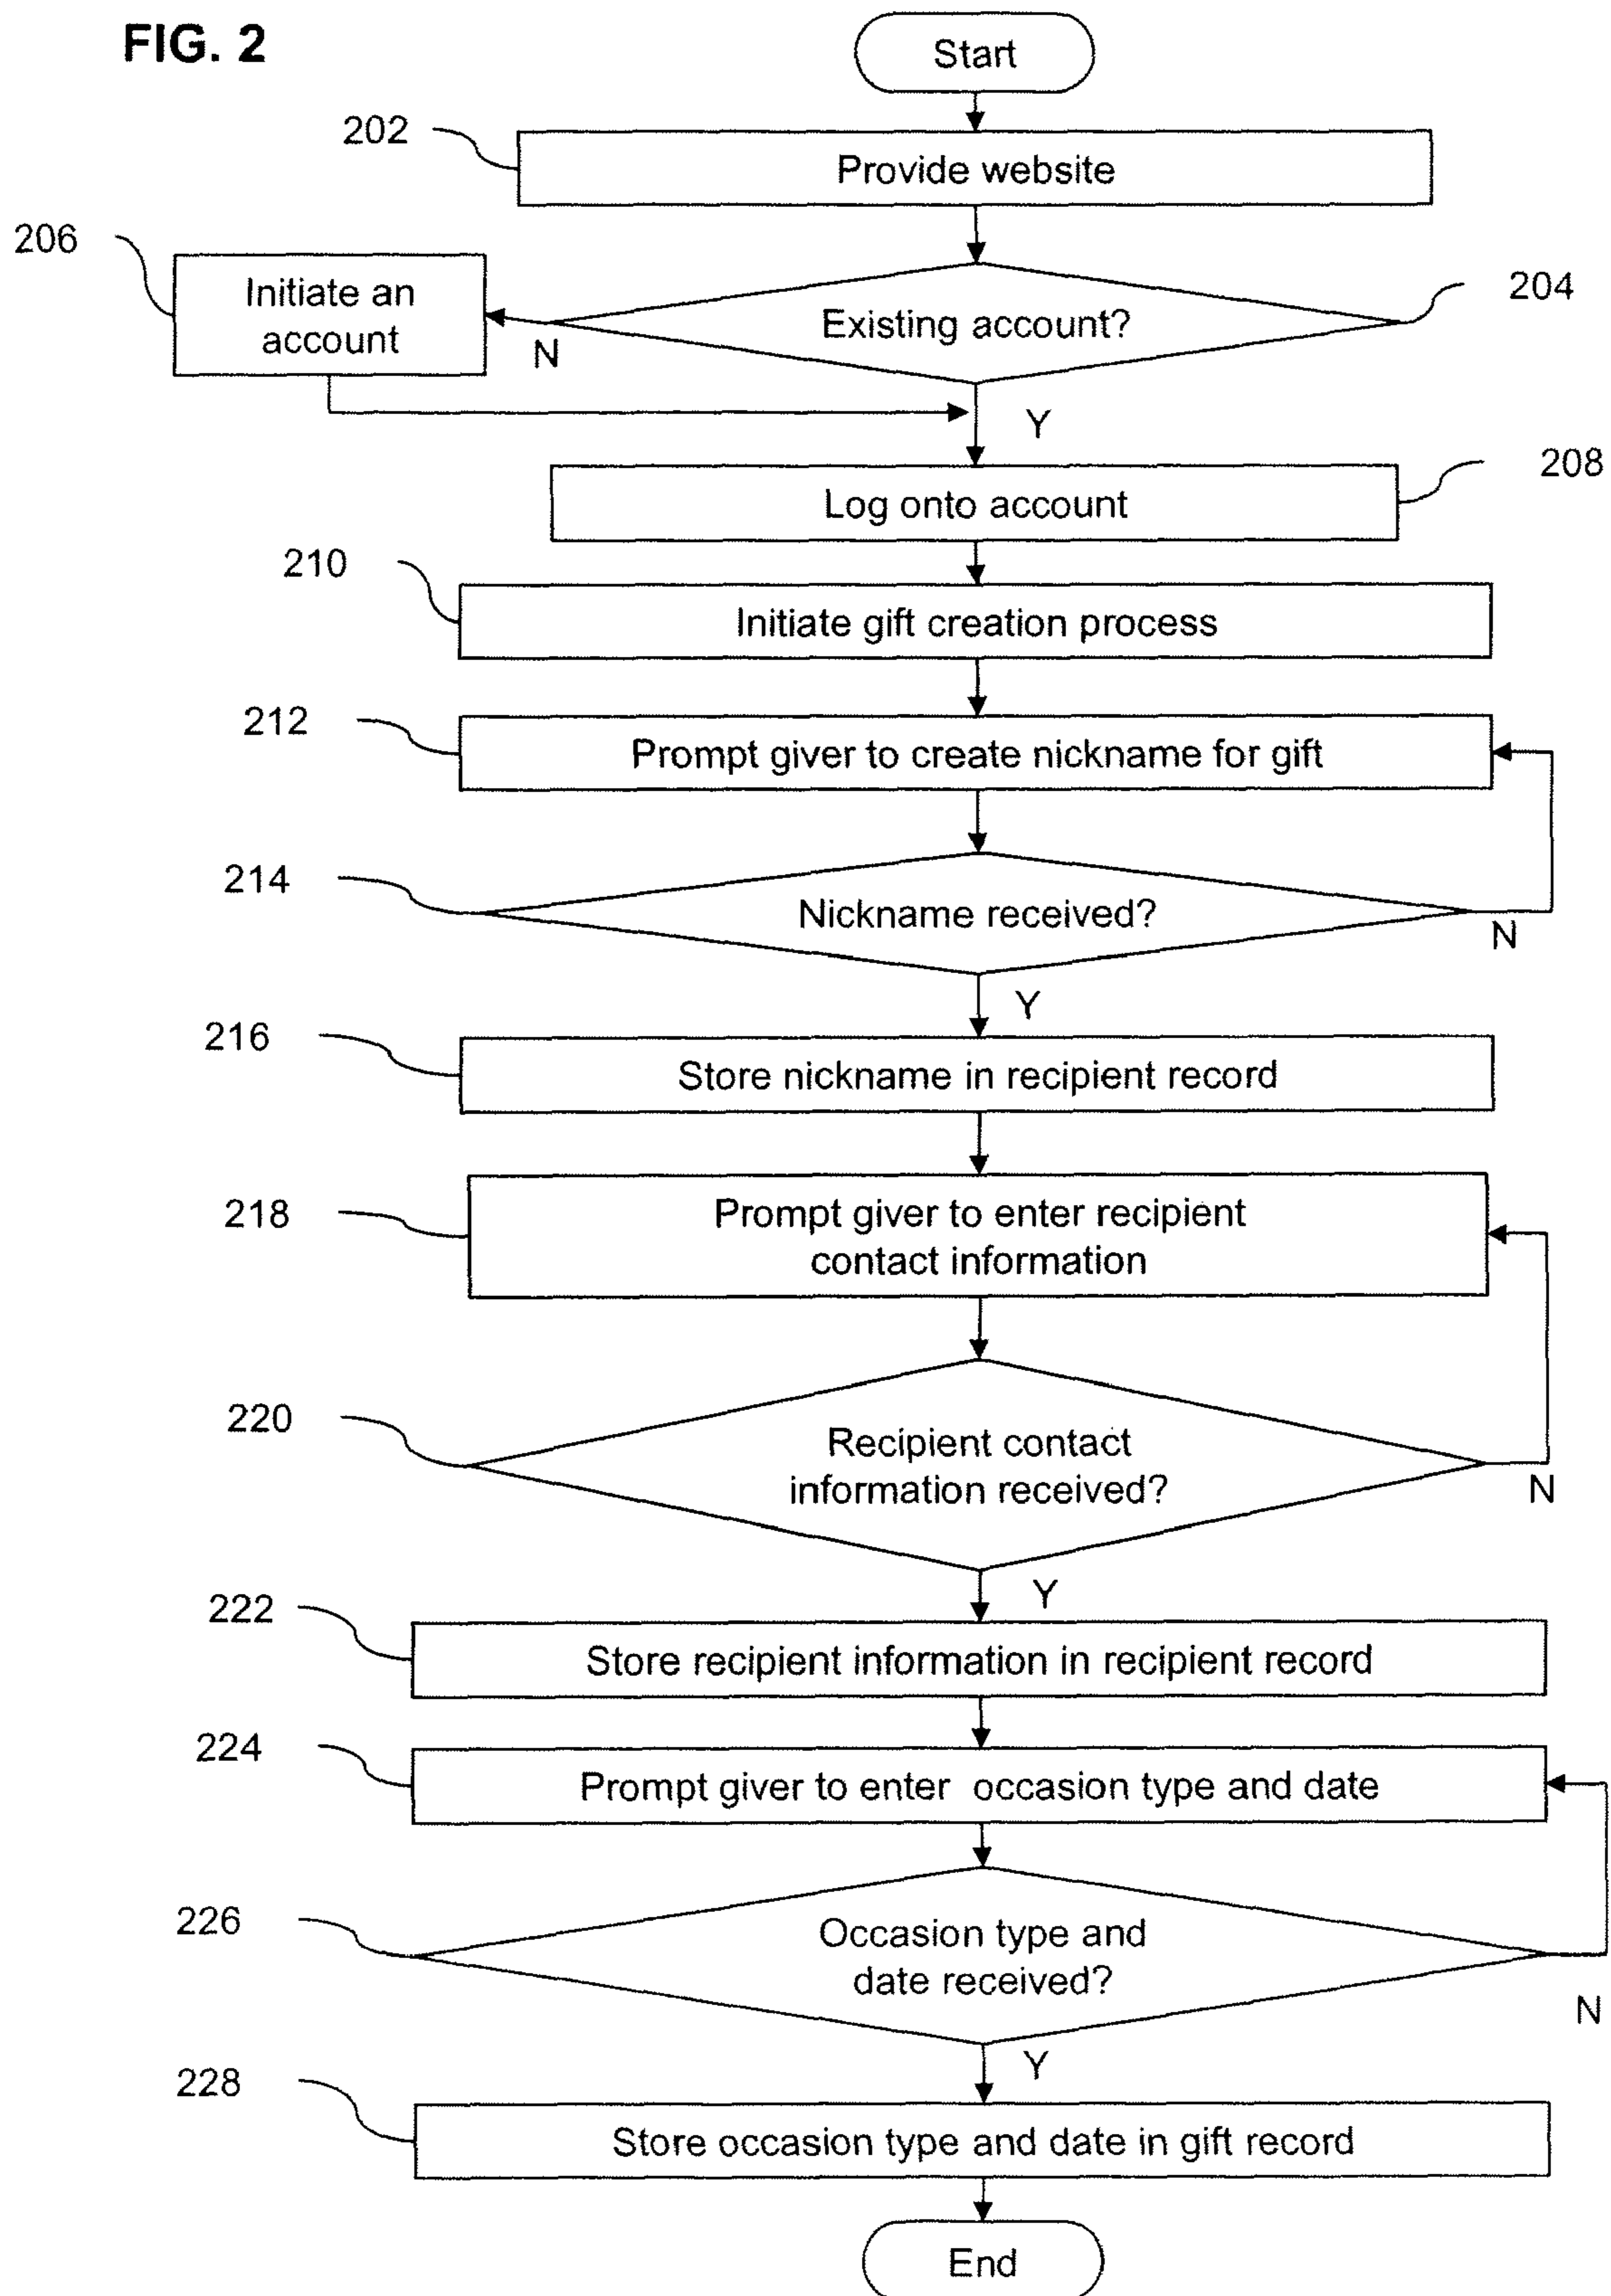 FIG. 2
Start
202
Provide website
206
Initiate an
account
N
Existing account?
204
Y
208
Log onto account
210
Initiate gift creation process
212
Prompt giver to create nickname for gift
214
Nickname received?
N
Y
216
Store nickname in recipient record
218
Prompt giver to enter recipient
contact information
220
Recipient contact
information received?
N
Y
222
Store recipient information in recipient record
224
Prompt giver to enter occasion type and date
226
Occasion type and
date received?
N
Y
228
Store occasion type and date in gift record
End